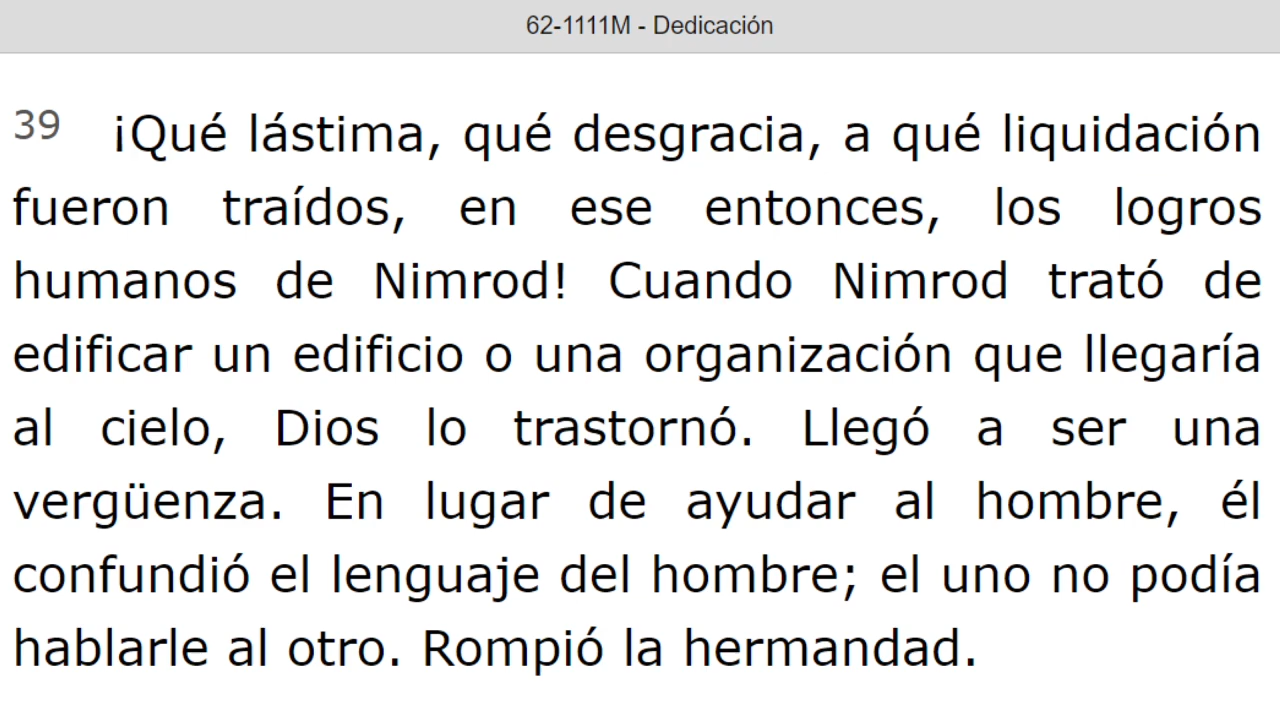 62-1111M - Dedicación
39 ¡Qué lástima, qué desgracia, a qué liquidación
fueron traídos, en ese entonces, los logros
humanos de Nimrod! Cuando Nimrod trató de
edificar un edificio o una organización que llegaría
al cielo, Dios lo trastornó. Llegó a ser una
vergüenza. En lugar de ayudar al hombre, él
confundió el lenguaje del hombre; el uno no podía
hablarle al otro. Rompió la hermandad.